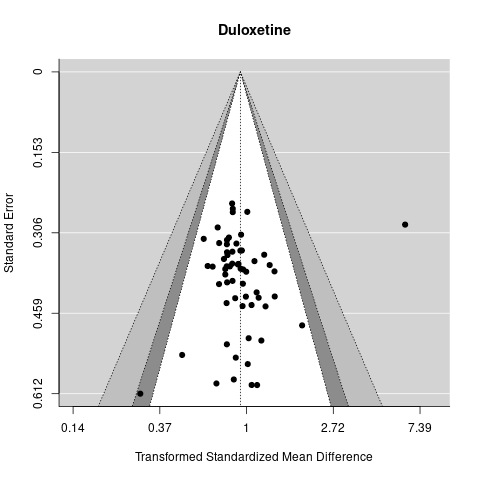 Duloxetine
Standard Error
0
0.153
0.306
0.459
0.612
0.14 0.37 1 2.72 7.39
Transformed Standardized Mean Difference